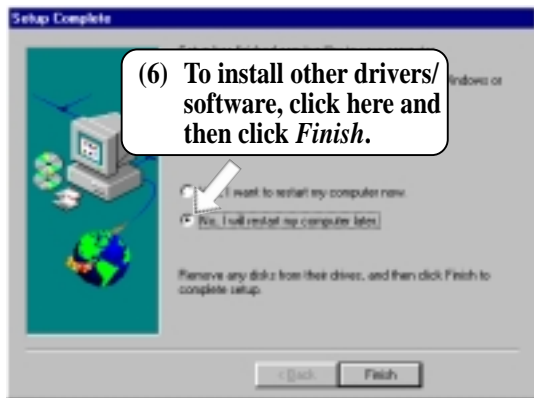 Setup Complete
(6) To install other drivers/
software, click here and
then click Finish.
Windows or
I want to restart my computer now.
No, I will restart my computer later.
Remove any disks from their drives, and then click Finish to
complete setup.
< Back
Finish